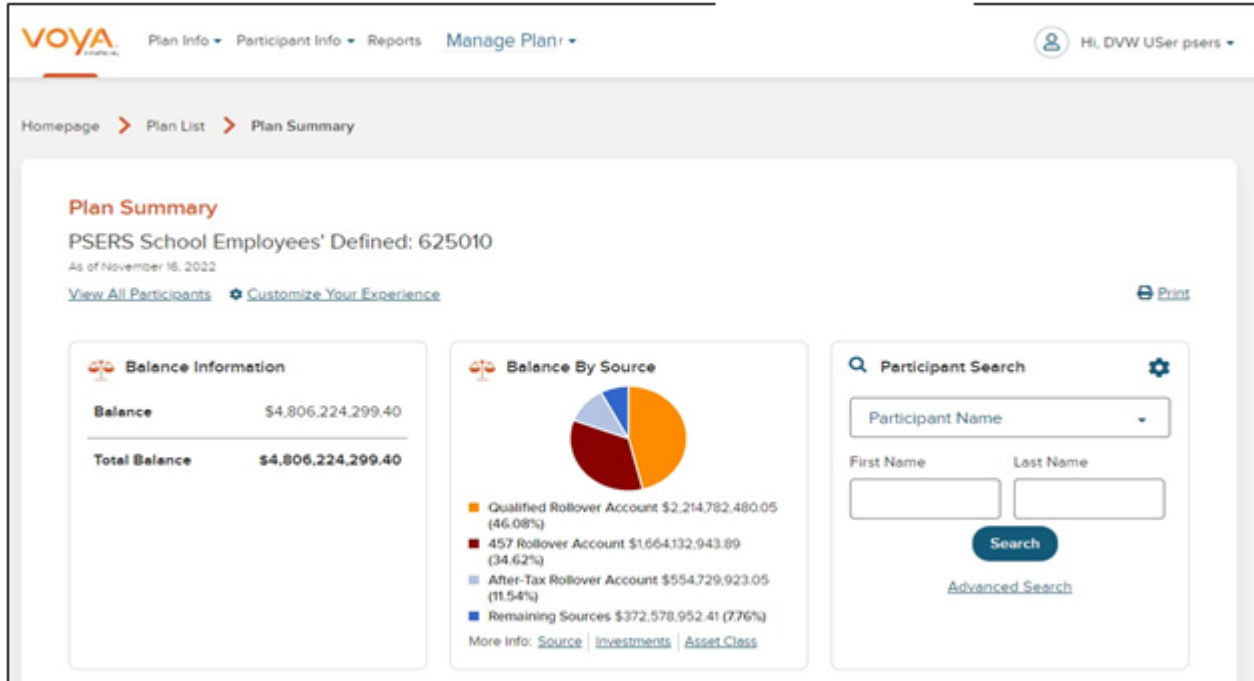 VOYA
FINANCIAL
Plan Info Participant Info Reports Manage Plan
Hi, DVW USer psers
Homepage Plan List Plan Summary
Plan Summary
PSERS School Employees' Defined: 625010
As of November 16, 2022
View All Participants Customize Your Experience
Print
Balance Information
Balance $4,806,224,299.40
Total Balance $4,806,224,299.40
Balance By Source
Qualified Rollover Account $2,214,782,480.05
(46.08%)
457 Rollover Account $1,664,132,943.89
(34.62%)
After-Tax Rollover Account $554,729,923.05
(11.54%)
Remaining Sources $372,578,952.41 (7.76%)
More Info: Source | Investments | Asset Class
Participant Search
Participant Name
First Name Last Name
Search
Advanced Search